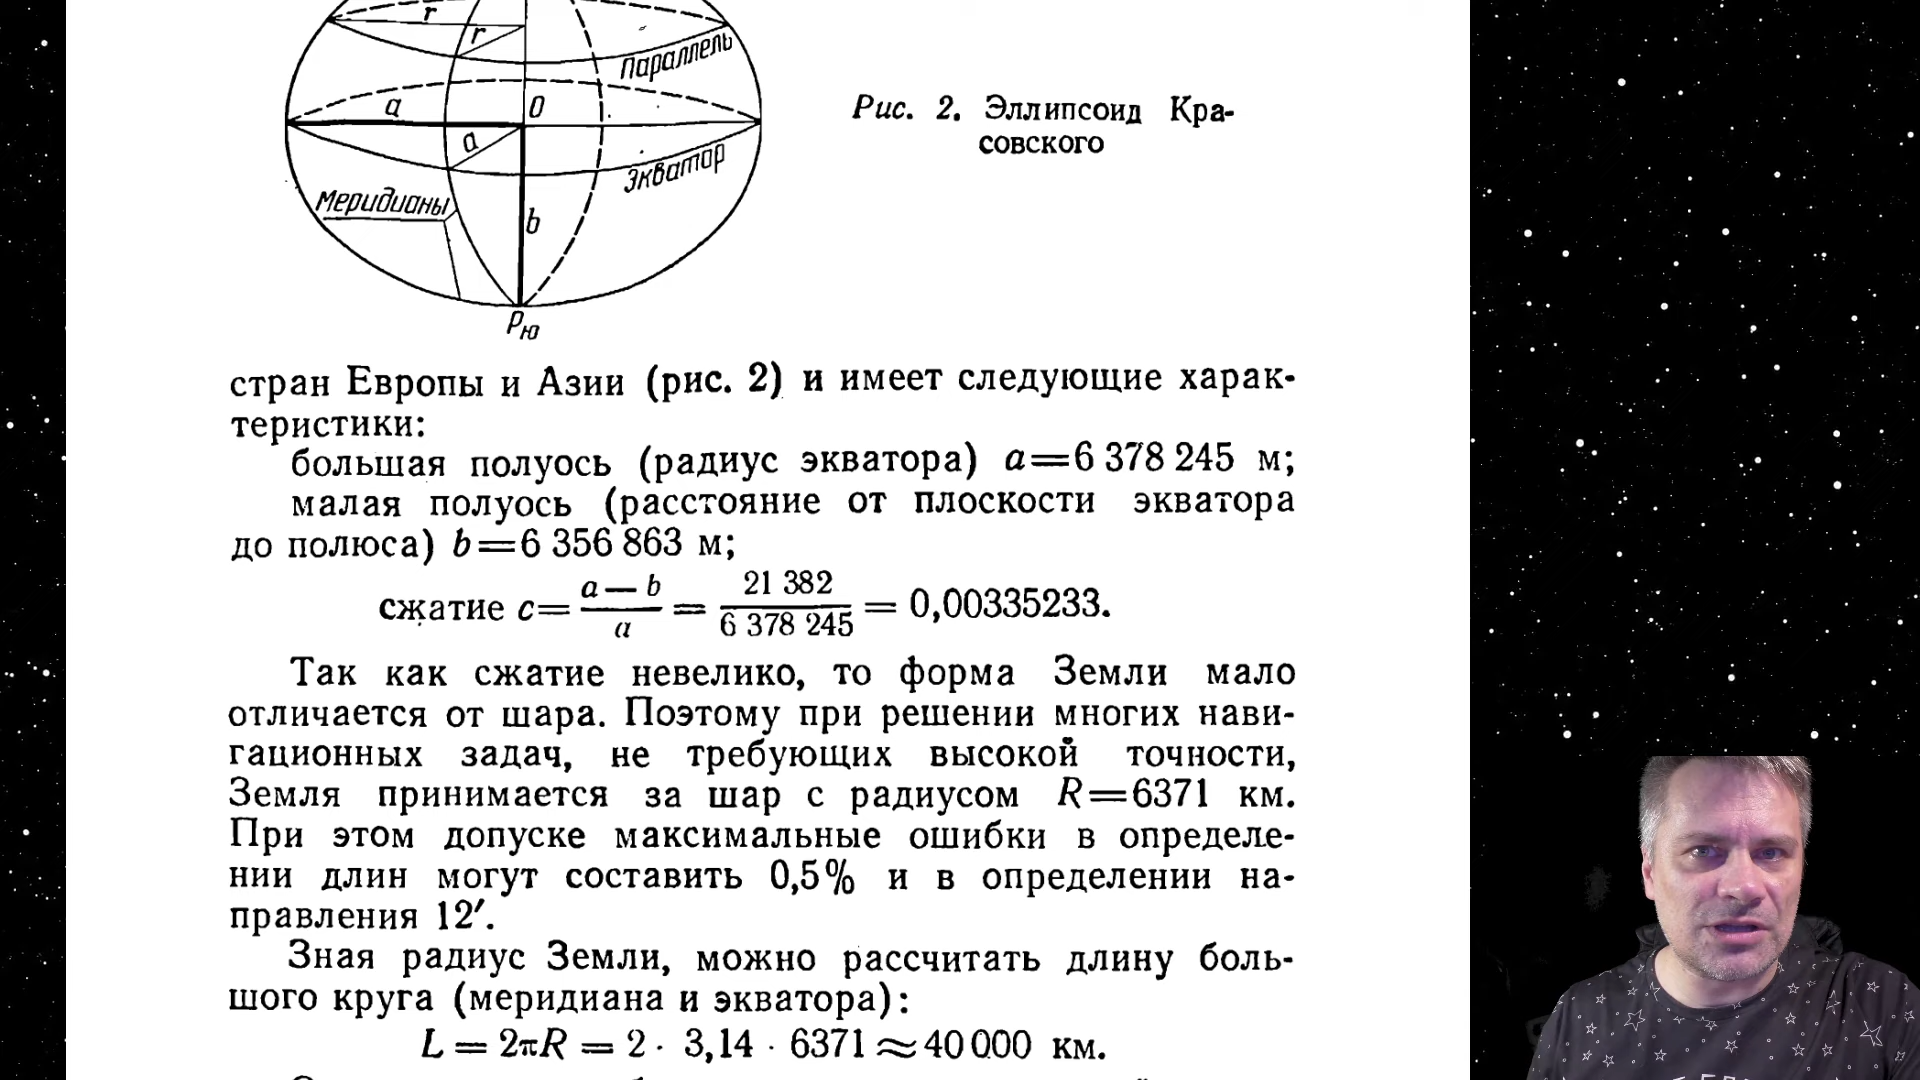 r
r
Параллель
Рис. 2. Эллипсоид Кра-
совского
a
O
a
Экватор
Меридианы
b
Рю
стран Европы и Азии (рис. 2) и имеет следующие харак-
теристики:
большая полуось (радиус экватора) a=6 378 245 м;
малая полуось (расстояние от плоскости экватора
до полюса) b=6 356 863 м;
сжатие c= a — b / a = 21 382 / 6 378 245 = 0,00335233.
Так как сжатие невелико, то форма Земли мало
отличается от шара. Поэтому при решении многих нави-
гационных задач, не требующих высокой точности,
Земля принимается за шар с радиусом R=6371 км.
При этом допуске максимальные ошибки в определе-
нии длин могут составить 0,5% и в определении на-
правления 12′.
Зная радиус Земли, можно рассчитать длину боль-
шого круга (меридиана и экватора):
L = 2πR = 2 · 3,14 · 6371 ≈ 40 000 км.